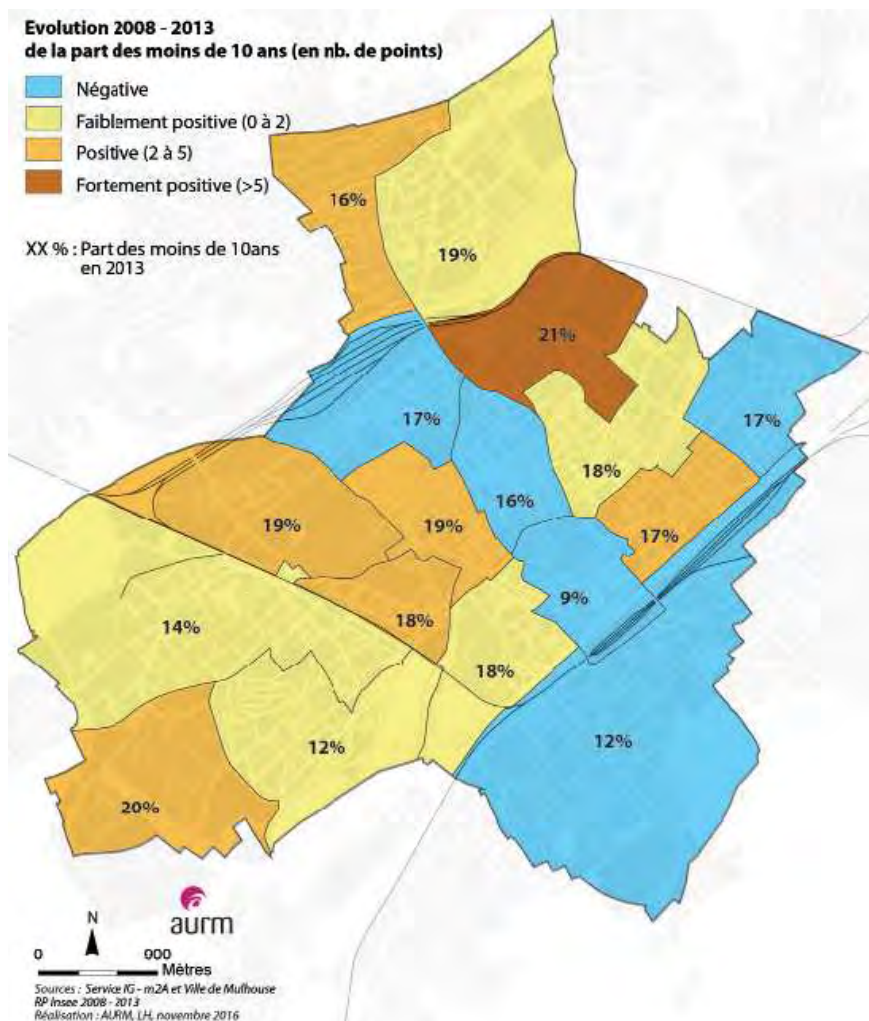 Evolution 2008 - 2013
de la part des moins de 10 ans (en nb. de points)
Négative
Faiblement positive (0 à 2)
Positive (2 à 5)
Fortement positive (>5)
XX % : Part des moins de 10ans
en 2013
16%
19%
21%
17%
17%
18%
16%
19%
19%
17%
9%
14%
18%
18%
12%
12%
20%
aurm
N
0 900
Mètres
Sources : Service IG - m2A et Ville de Mulhouse
RP Insee 2008 - 2013
Réalisation : AURM, LH, novembre 2016